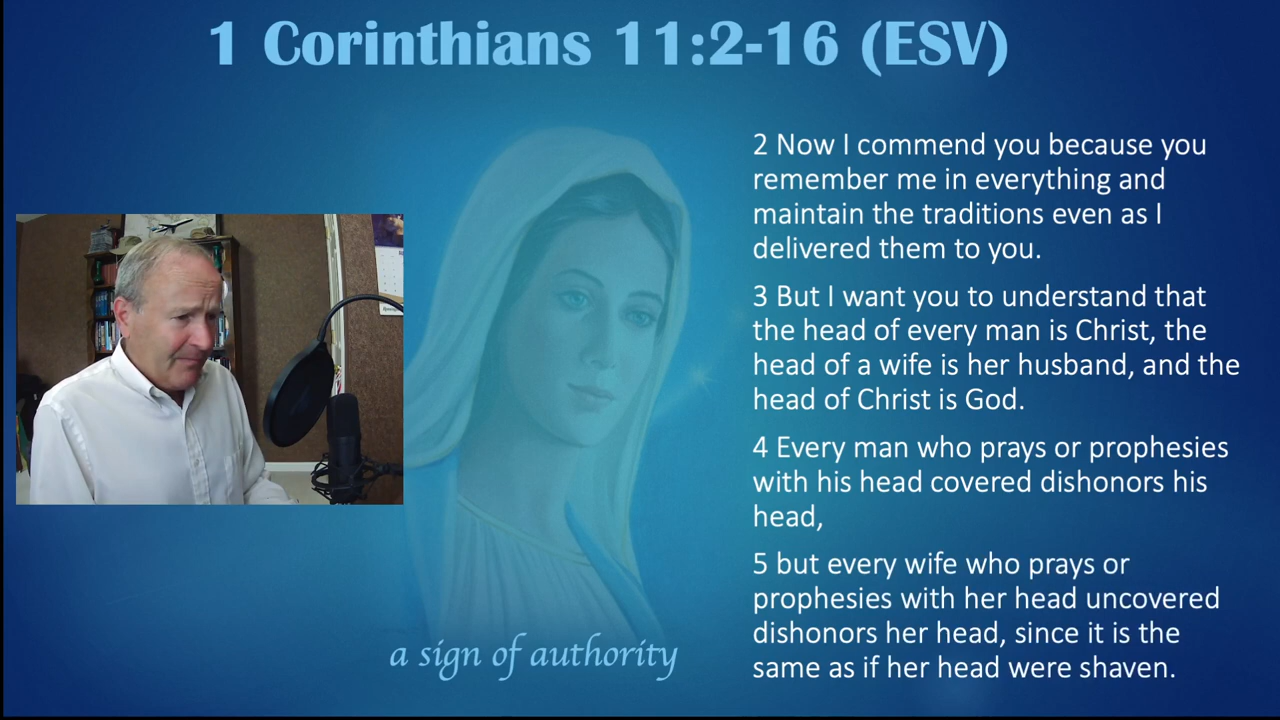 1 Corinthians 11:2-16 (ESV)
2 Now I commend you because you
remember me in everything and
maintain the traditions even as I
delivered them to you.
3 But I want you to understand that
the head of every man is Christ, the
head of a wife is her husband, and the
head of Christ is God.
4 Every man who prays or prophesies
with his head covered dishonors his
head,
5 but every wife who prays or
prophesies with her head uncovered
dishonors her head, since it is the
same as if her head were shaven.
a sign of authority